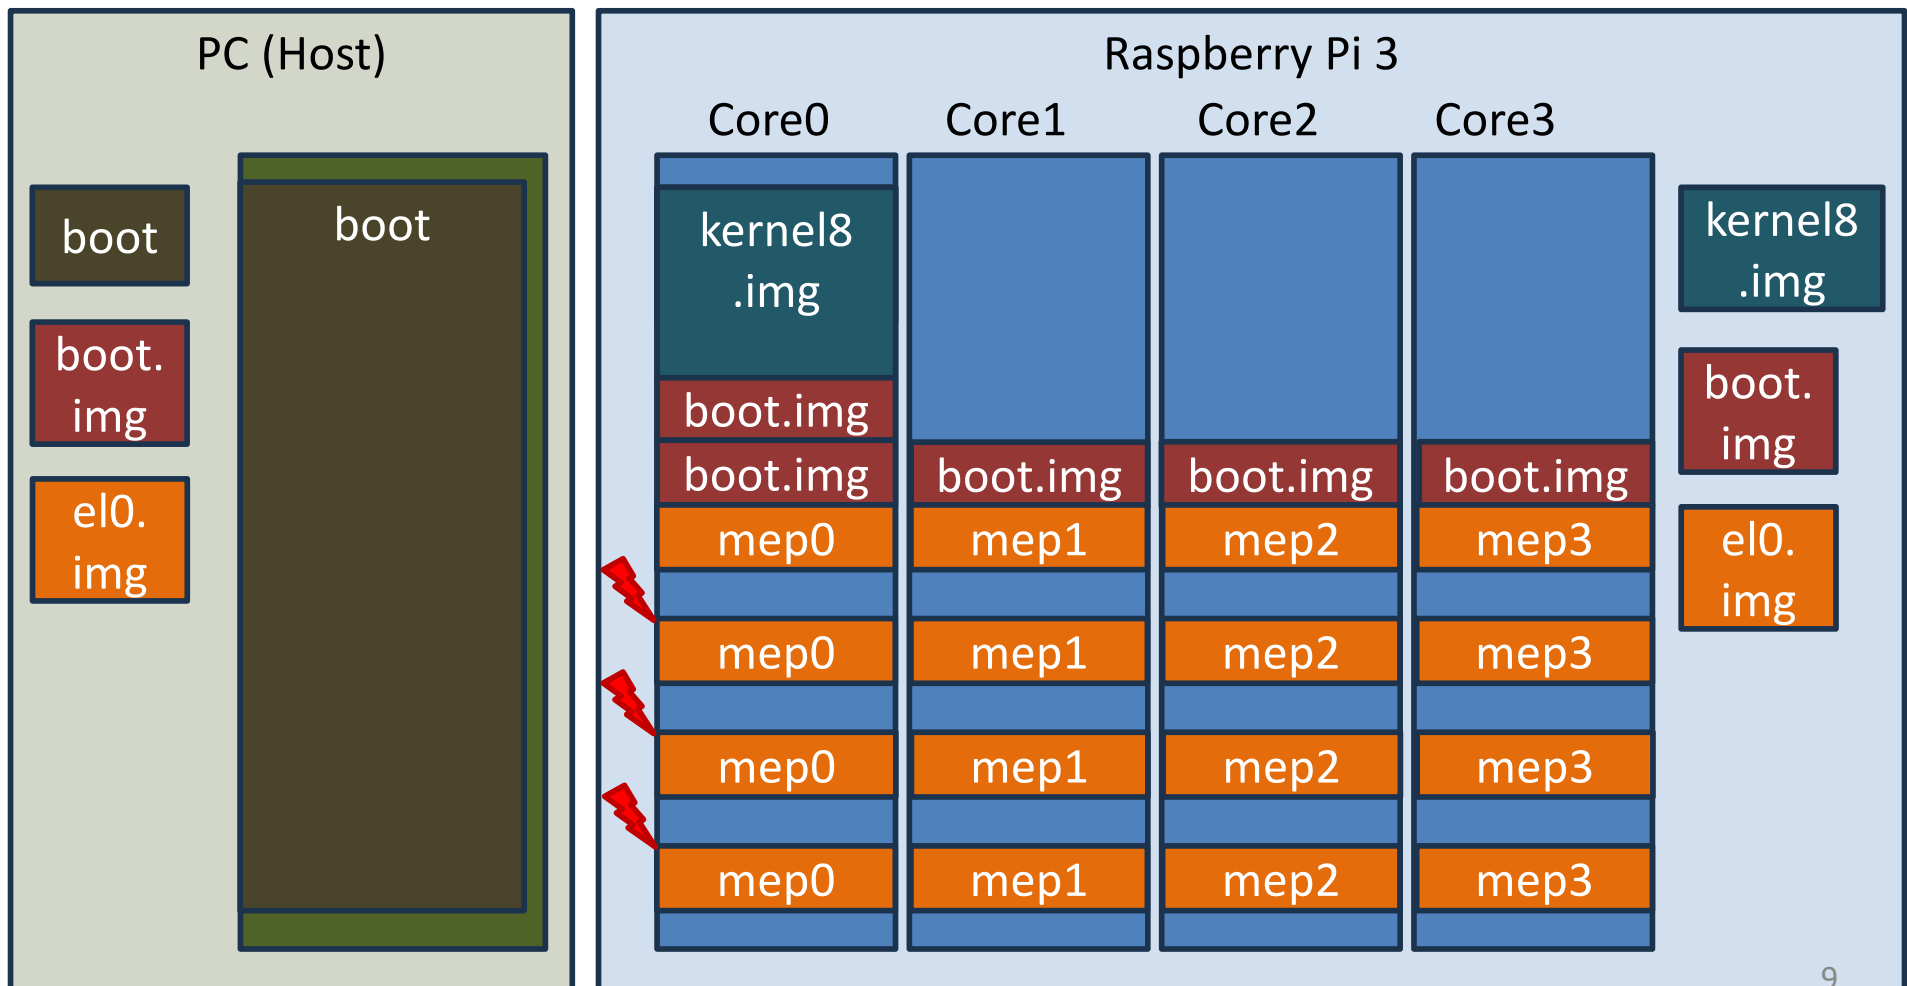 PC (Host)
boot
boot.
img
el0.
img
boot
Raspberry Pi 3
Core0 Core1 Core2 Core3
kernel8
.img
boot.img
boot.img boot.img boot.img boot.img
mep0 mep1 mep2 mep3
mep0 mep1 mep2 mep3
mep0 mep1 mep2 mep3
mep0 mep1 mep2 mep3
kernel8
.img
boot.
img
el0.
img
9